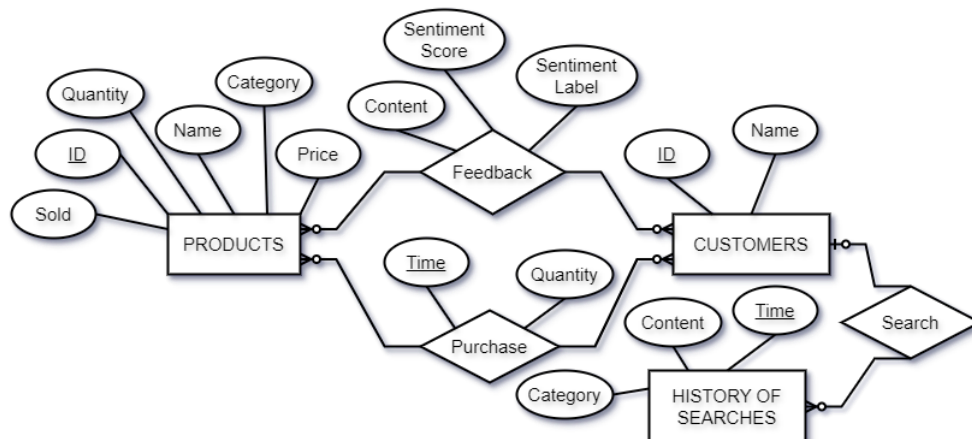 Sentiment
Score
Category
Sentiment
Label
Quantity
Content
Name
Name
ID
Price
Feedback
ID
Sold
PRODUCTS
CUSTOMERS
Time
Quantity
Content
Time
Search
Purchase
Category
HISTORY OF
SEARCHES